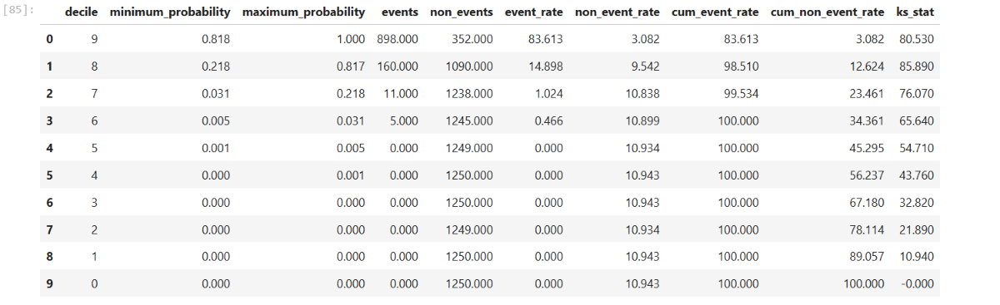 [85]:
decile minimum_probability maximum_probability events non_events event_rate non_event_rate cum_event_rate cum_non_event_rate ks_stat
0 9 0.818 1.000 898.000 352.000 83.613 3.082 83.613 3.082 80.530
1 8 0.218 0.817 160.000 1090.000 14.898 9.542 98.510 12.624 85.890
2 7 0.031 0.218 11.000 1238.000 1.024 10.838 99.534 23.461 76.070
3 6 0.005 0.031 5.000 1245.000 0.466 10.899 100.000 34.361 65.640
4 5 0.001 0.005 0.000 1249.000 0.000 10.934 100.000 45.295 54.710
5 4 0.000 0.001 0.000 1250.000 0.000 10.943 100.000 56.237 43.760
6 3 0.000 0.000 0.000 1250.000 0.000 10.943 100.000 67.180 32.820
7 2 0.000 0.000 0.000 1249.000 0.000 10.934 100.000 78.114 21.890
8 1 0.000 0.000 0.000 1250.000 0.000 10.943 100.000 89.057 10.940
9 0 0.000 0.000 0.000 1250.000 0.000 10.943 100.000 100.000 -0.000